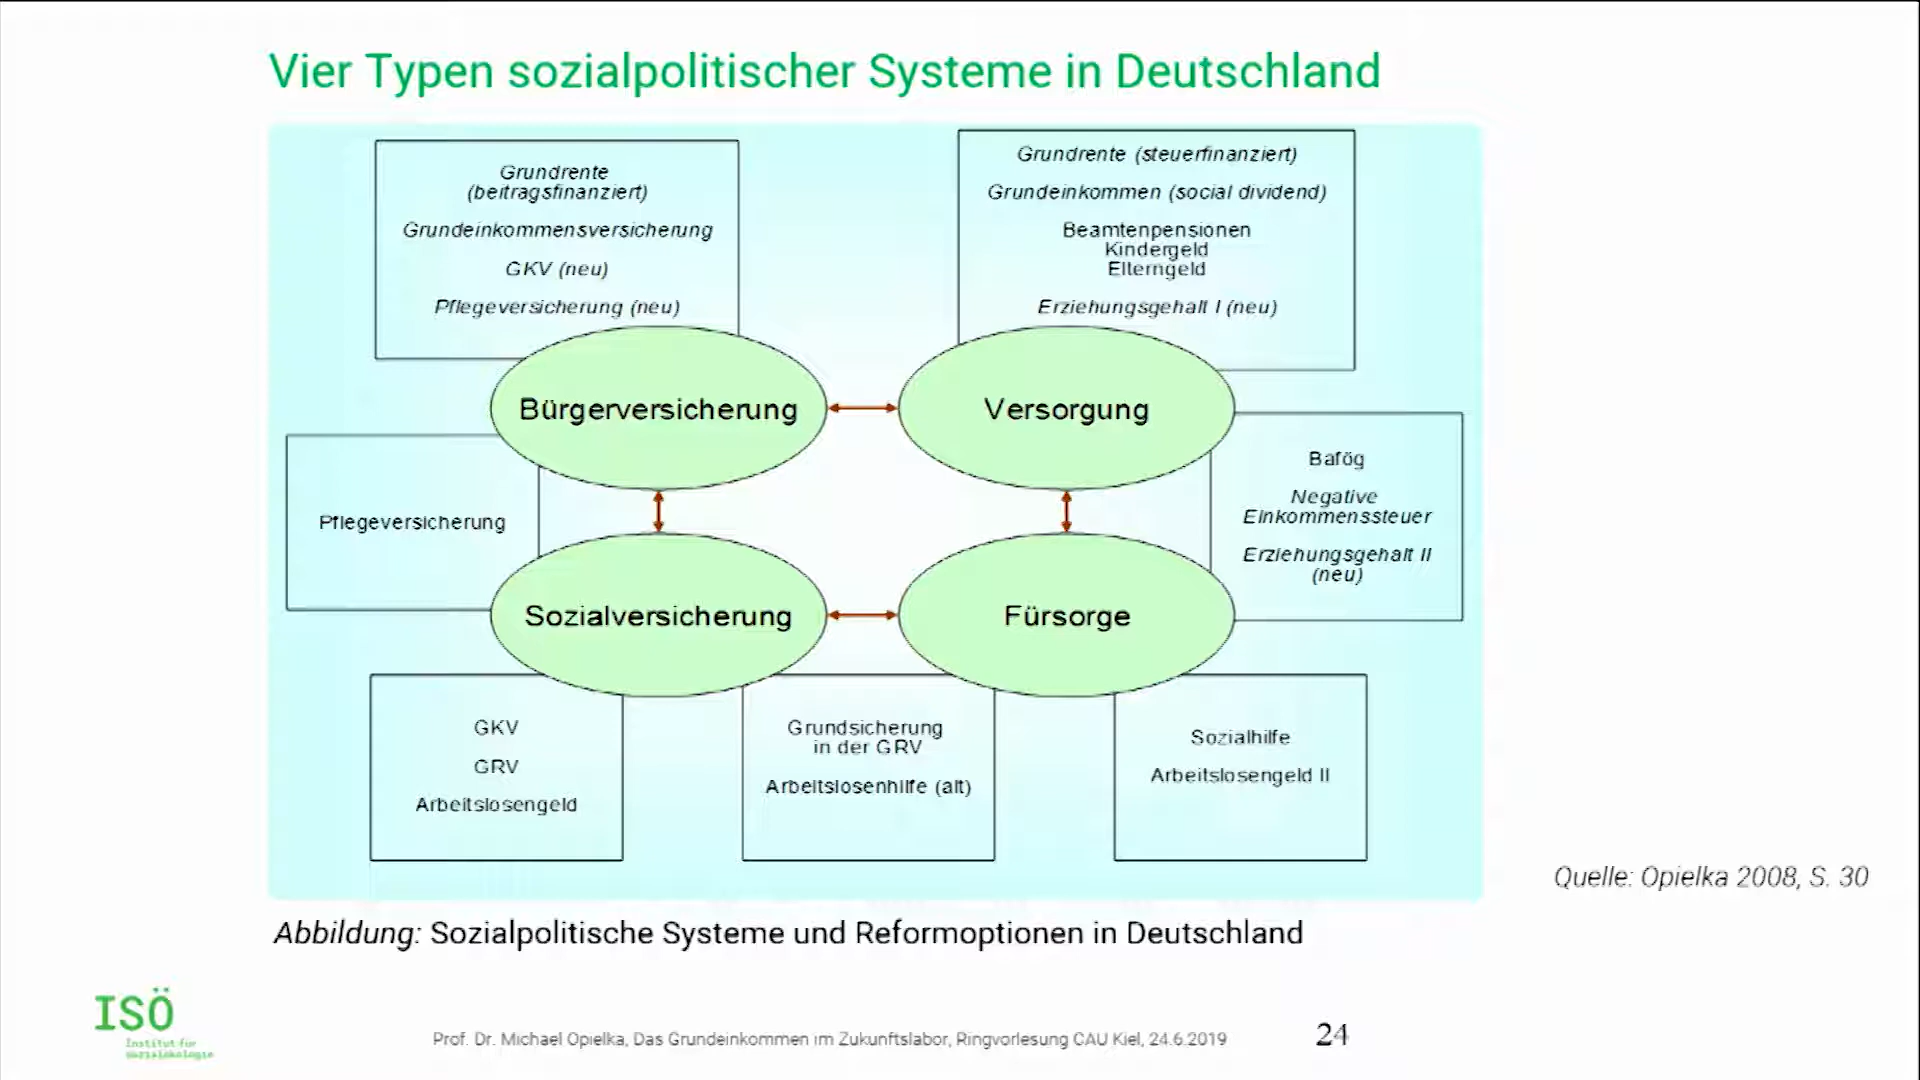 Vier Typen sozialpolitischer Systeme in Deutschland
Grundrente
(beitragsfinanziert)
Grundeinkommensversicherung
GKV (neu)
Pflegeversicherung (neu)
Grundrente (steuerfinanziert)
Grundeinkommen (social dividend)
Beamtenpensionen
Kindergeld
Elterngeld
Erziehungsgehalt I (neu)
Bürgerversicherung
Versorgung
Pflegeversicherung
Bafög
Negative
Einkommenssteuer
Erziehungsgehalt II
(neu)
Sozialversicherung
Fürsorge
GKV
GRV
Arbeitslosengeld
Grundsicherung
in der GRV
Arbeitslosenhilfe (alt)
Sozialhilfe
Arbeitslosengeld II
Quelle: Opielka 2008, S. 30
Abbildung: Sozialpolitische Systeme und Reformoptionen in Deutschland
ISÖ
Institut für
Sozialökologie
Prof. Dr. Michael Opielka, Das Grundeinkommen im Zukunftslabor, Ringvorlesung CAU Kiel, 24.6.2019
24